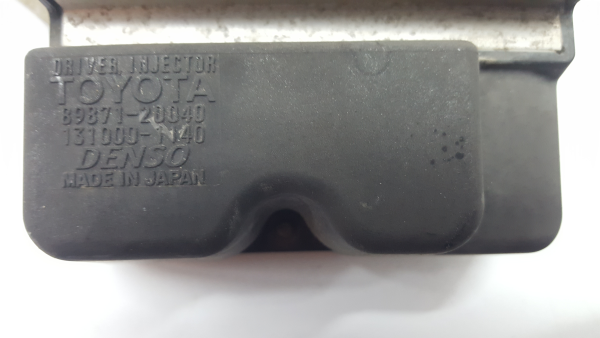 DRIVER, INJECTOR
TOYOTA
89871-20040
131000-1140
DENSO
MADE IN JAPAN